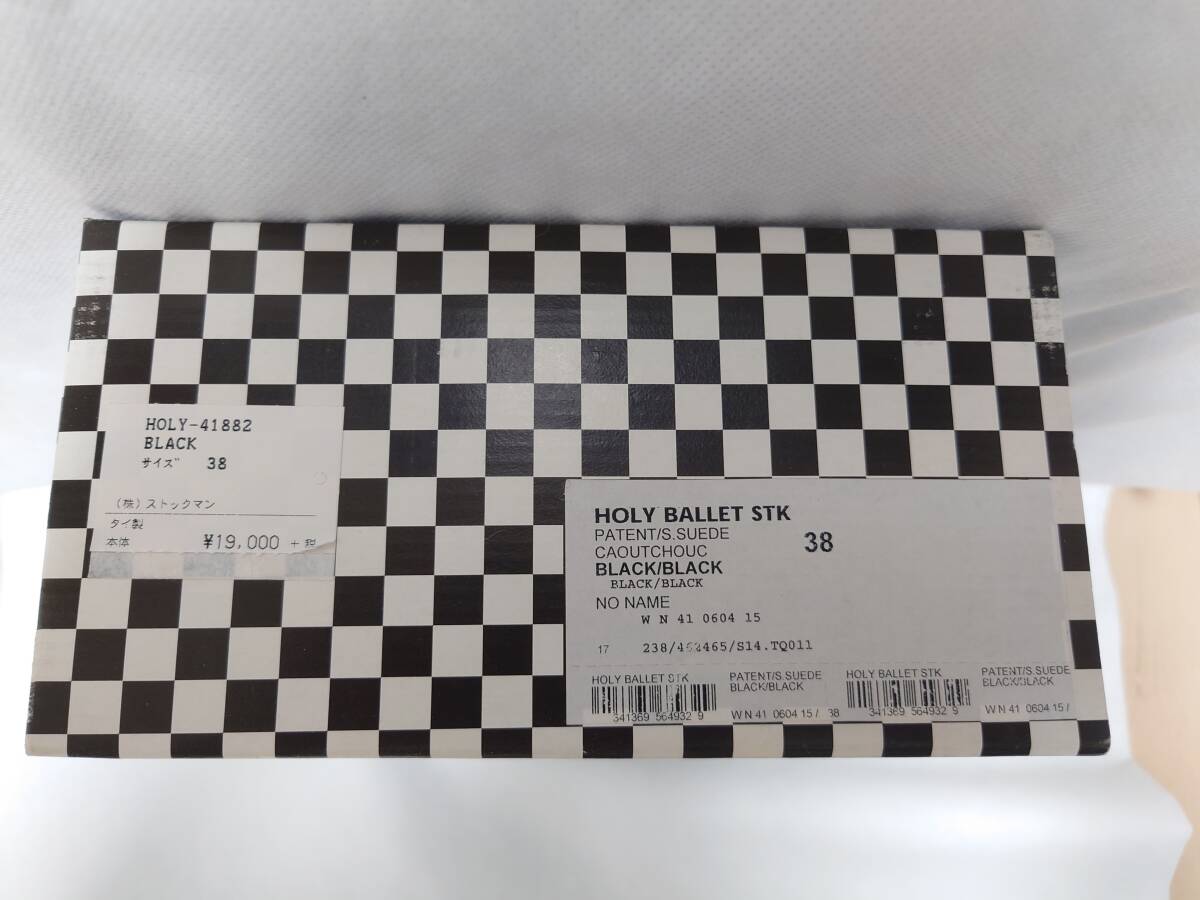 HOLY-41882
BLACK
サイズ 38
(株)ストックマン
タイ製
本体 ¥19,000 +税
HOLY BALLET STK
PATENT/S.SUEDE
CAOUTCHOUC
38
BLACK/BLACK
BLACK/BLACK
NO NAME
W N 41 0604 15
17 238/462465/S14.TQ011
HOLY BALLET STK
PATENT/S.SUEDE
BLACK/BLACK
341369 564932 9
W N 41 0604 15 / 38
HOLY BALLET STK
PATENT/S.SUEDE
BLACK/BLACK
341369 564932 9
W N 41 0604 15 /